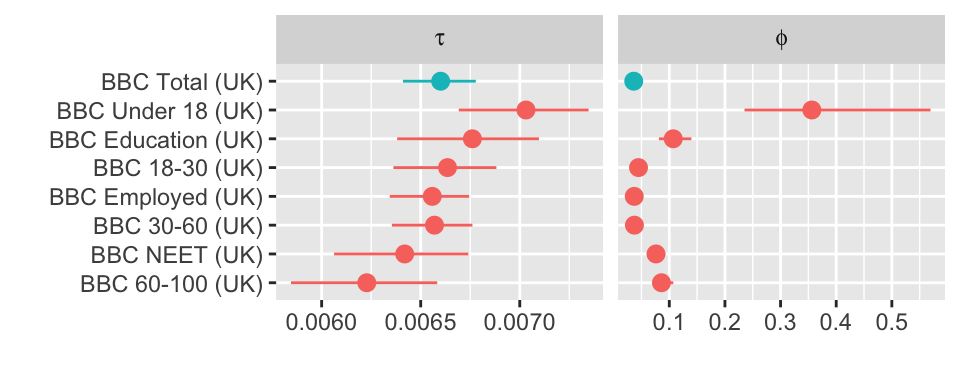 τ ϕ
BBC Total (UK)
BBC Under 18 (UK)
BBC Education (UK)
BBC 18-30 (UK)
BBC Employed (UK)
BBC 30-60 (UK)
BBC NEET (UK)
BBC 60-100 (UK)
0.0060 0.0065 0.0070 0.1 0.2 0.3 0.4 0.5